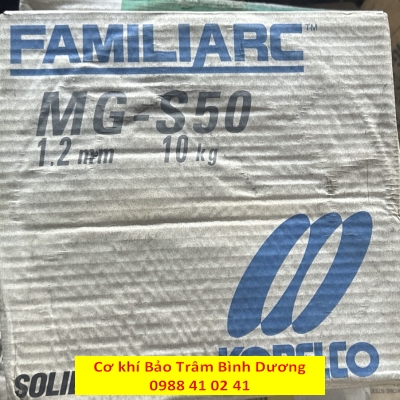 FAMILIARC™
MG-S50
1.2 mm 10 kg
KOBELCO
SOLID
Cơ khí Bảo Trâm Bình Dương
0988 41 02 41